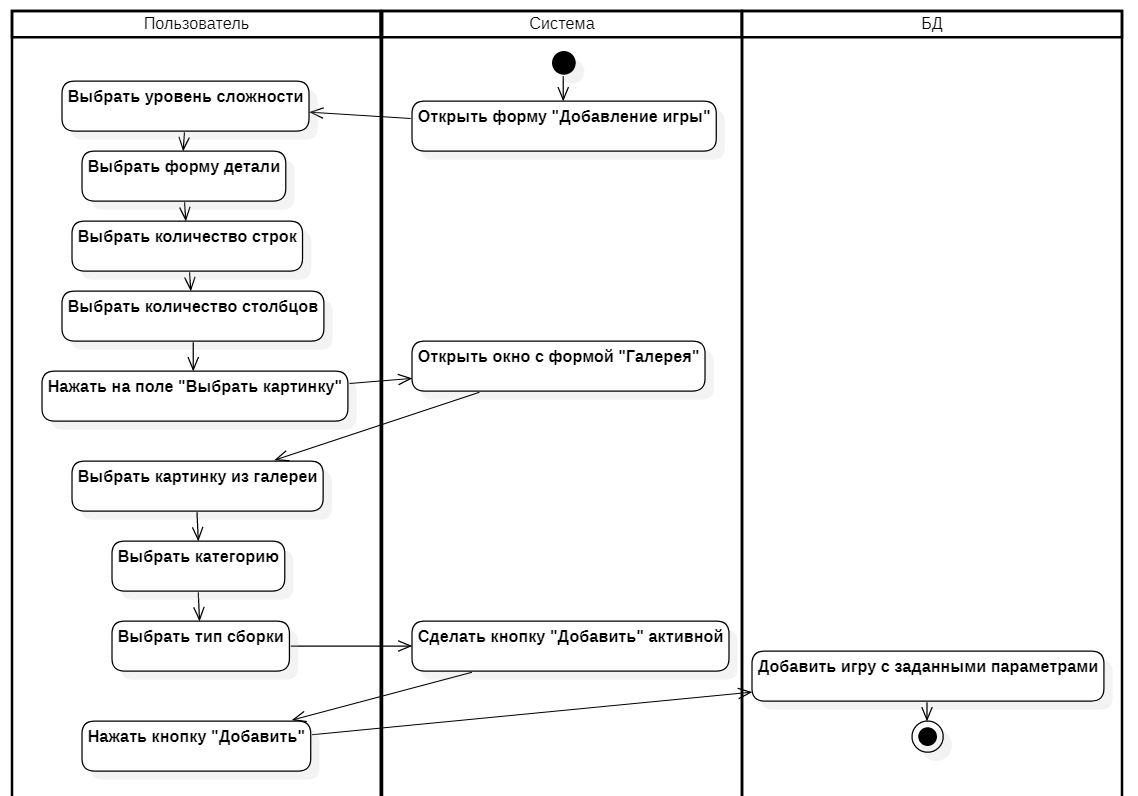 Пользователь
Система
БД
Выбрать уровень сложности
Открыть форму "Добавление игры"
Выбрать форму детали
Выбрать количество строк
Выбрать количество столбцов
Открыть окно с формой "Галерея"
Нажать на поле "Выбрать картинку"
Выбрать картинку из галереи
Выбрать категорию
Выбрать тип сборки
Сделать кнопку "Добавить" активной
Добавить игру с заданными параметрами
Нажать кнопку "Добавить"